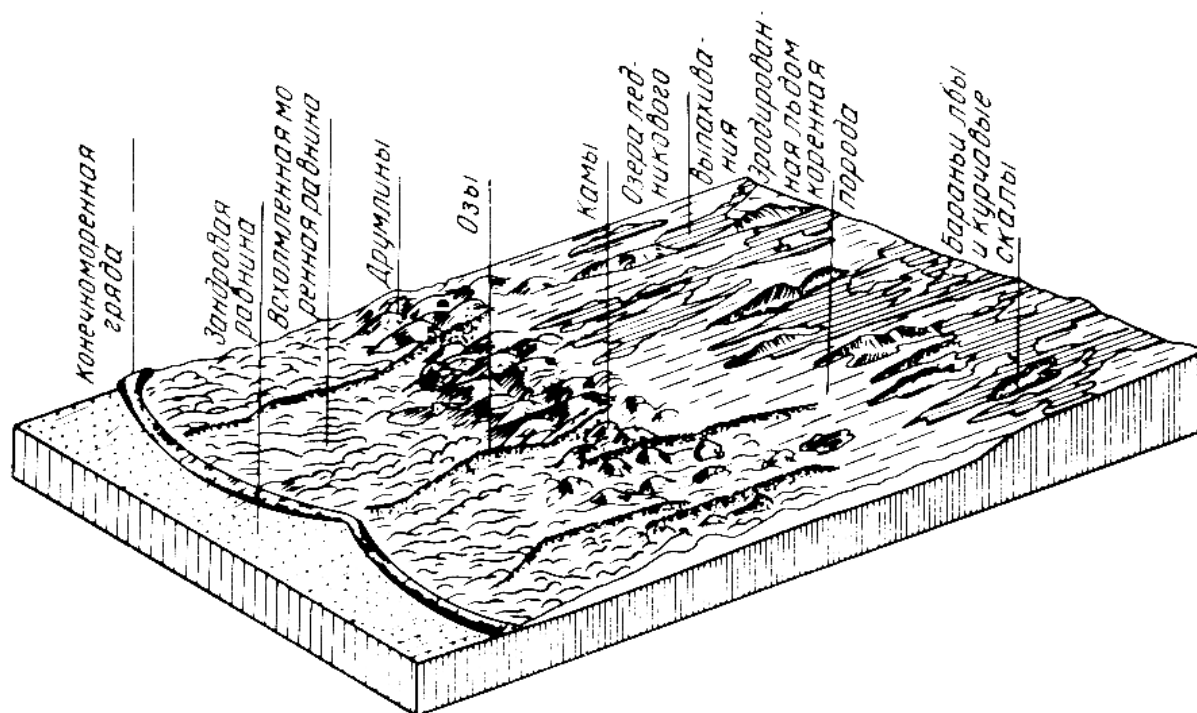 Конечноморенная
гряда
Зандровая
равнина
Всхолмленная мо
ренная равнина
Друмлины
Озы
Камы
Озера лед-
никового
выпахива-
ния
Эродирован-
ная льдом
коренная
порода
Бараньи лбы
и курчавые
скалы